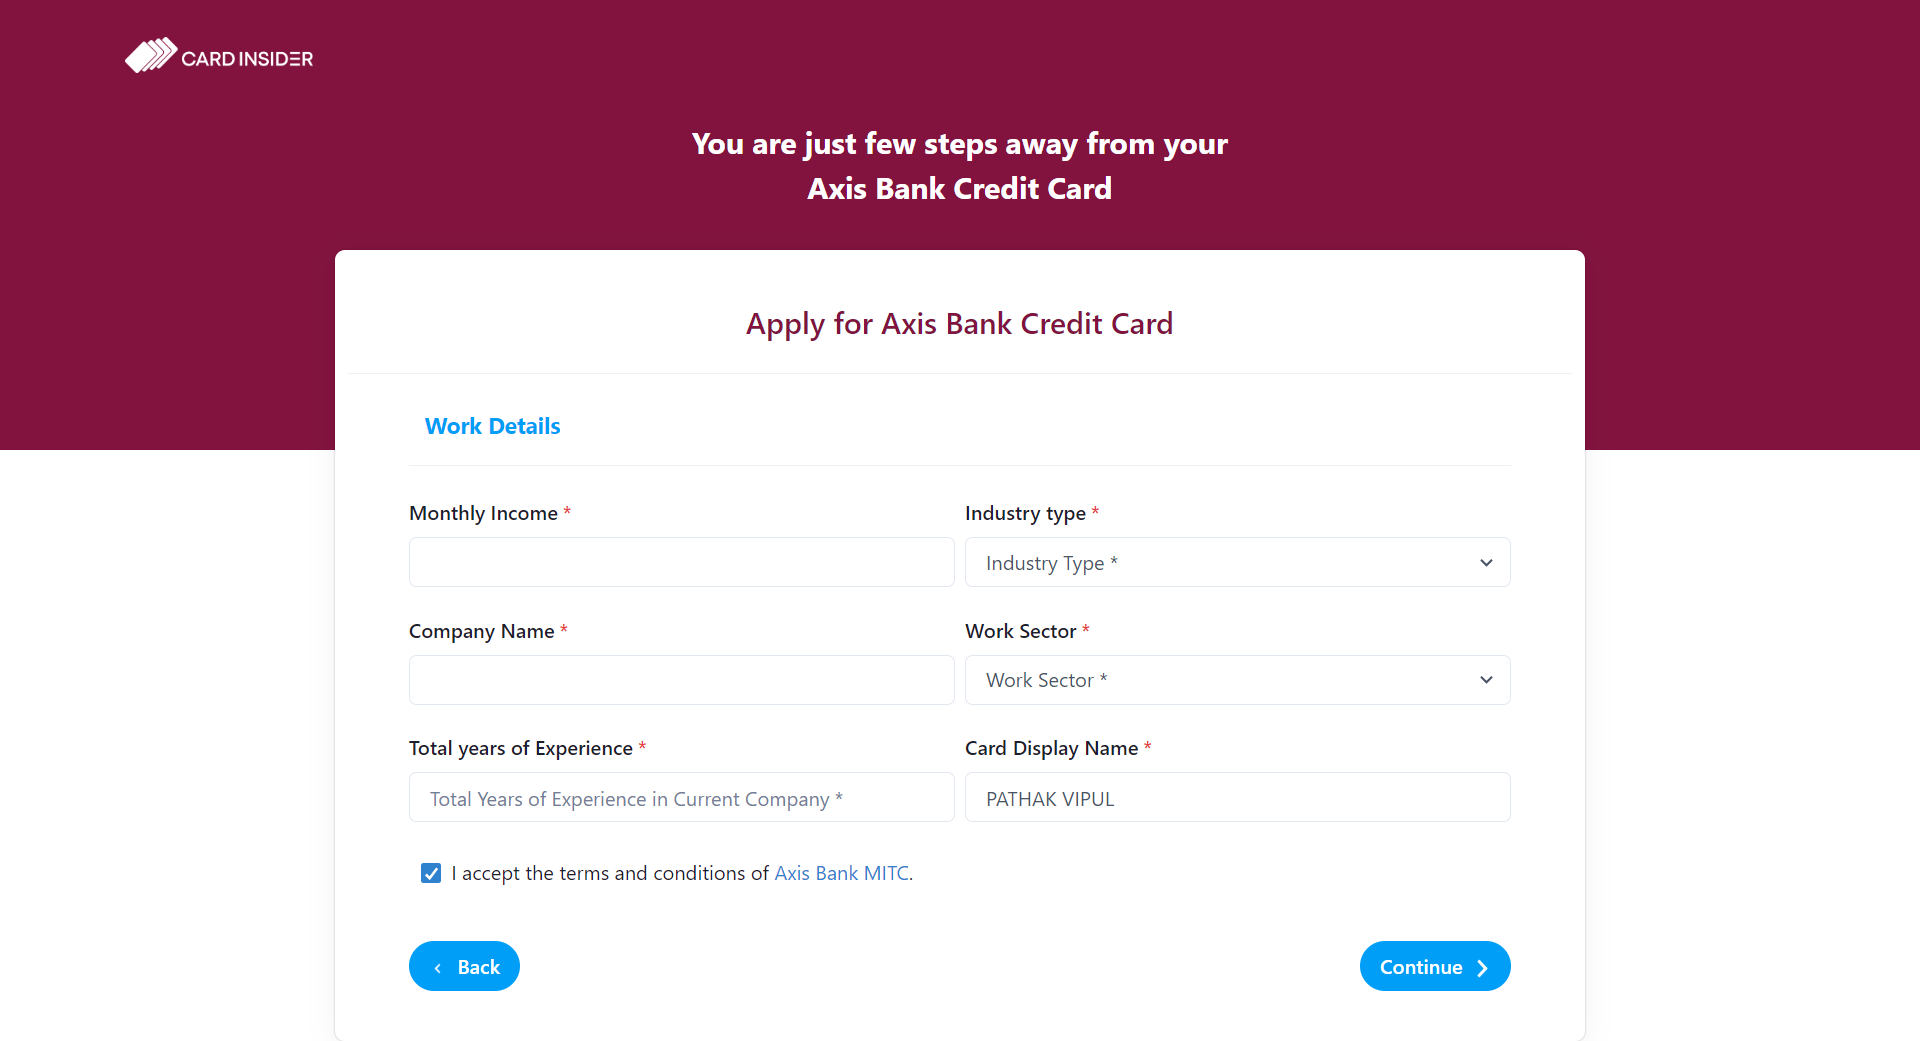 CARD INSIDER
You are just few steps away from your
Axis Bank Credit Card
Apply for Axis Bank Credit Card
Work Details
Monthly Income *
Industry type *
Industry Type *
Company Name *
Work Sector *
Work Sector *
Total years of Experience *
Card Display Name *
Total Years of Experience in Current Company *
PATHAK VIPUL
I accept the terms and conditions of Axis Bank MITC.
Back
Continue